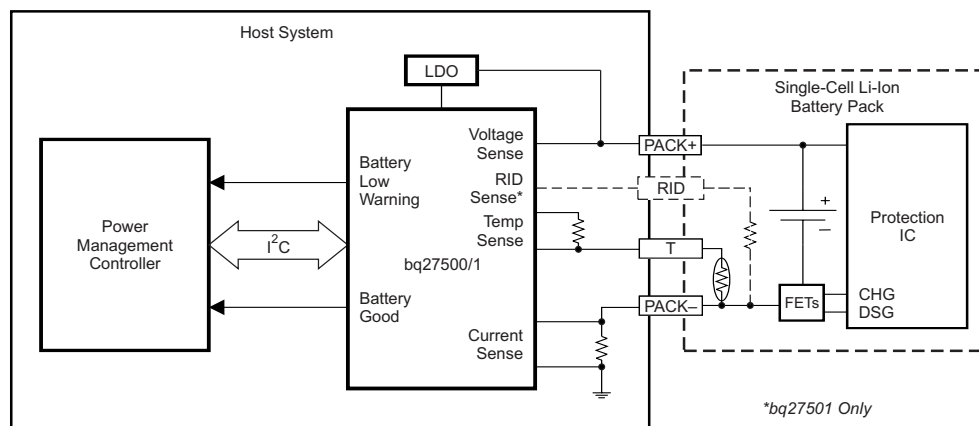 Host System
LDO
Single-Cell Li-Ion
Battery Pack
Voltage
Sense
PACK+
Battery
Low
Warning
RID
Sense*
RID
Power
Management
Controller
I²C
Temp
Sense
T
Protection
IC
+
–
bq27500/1
Battery
Good
PACK–
FETs
CHG
DSG
Current
Sense
*bq27501 Only